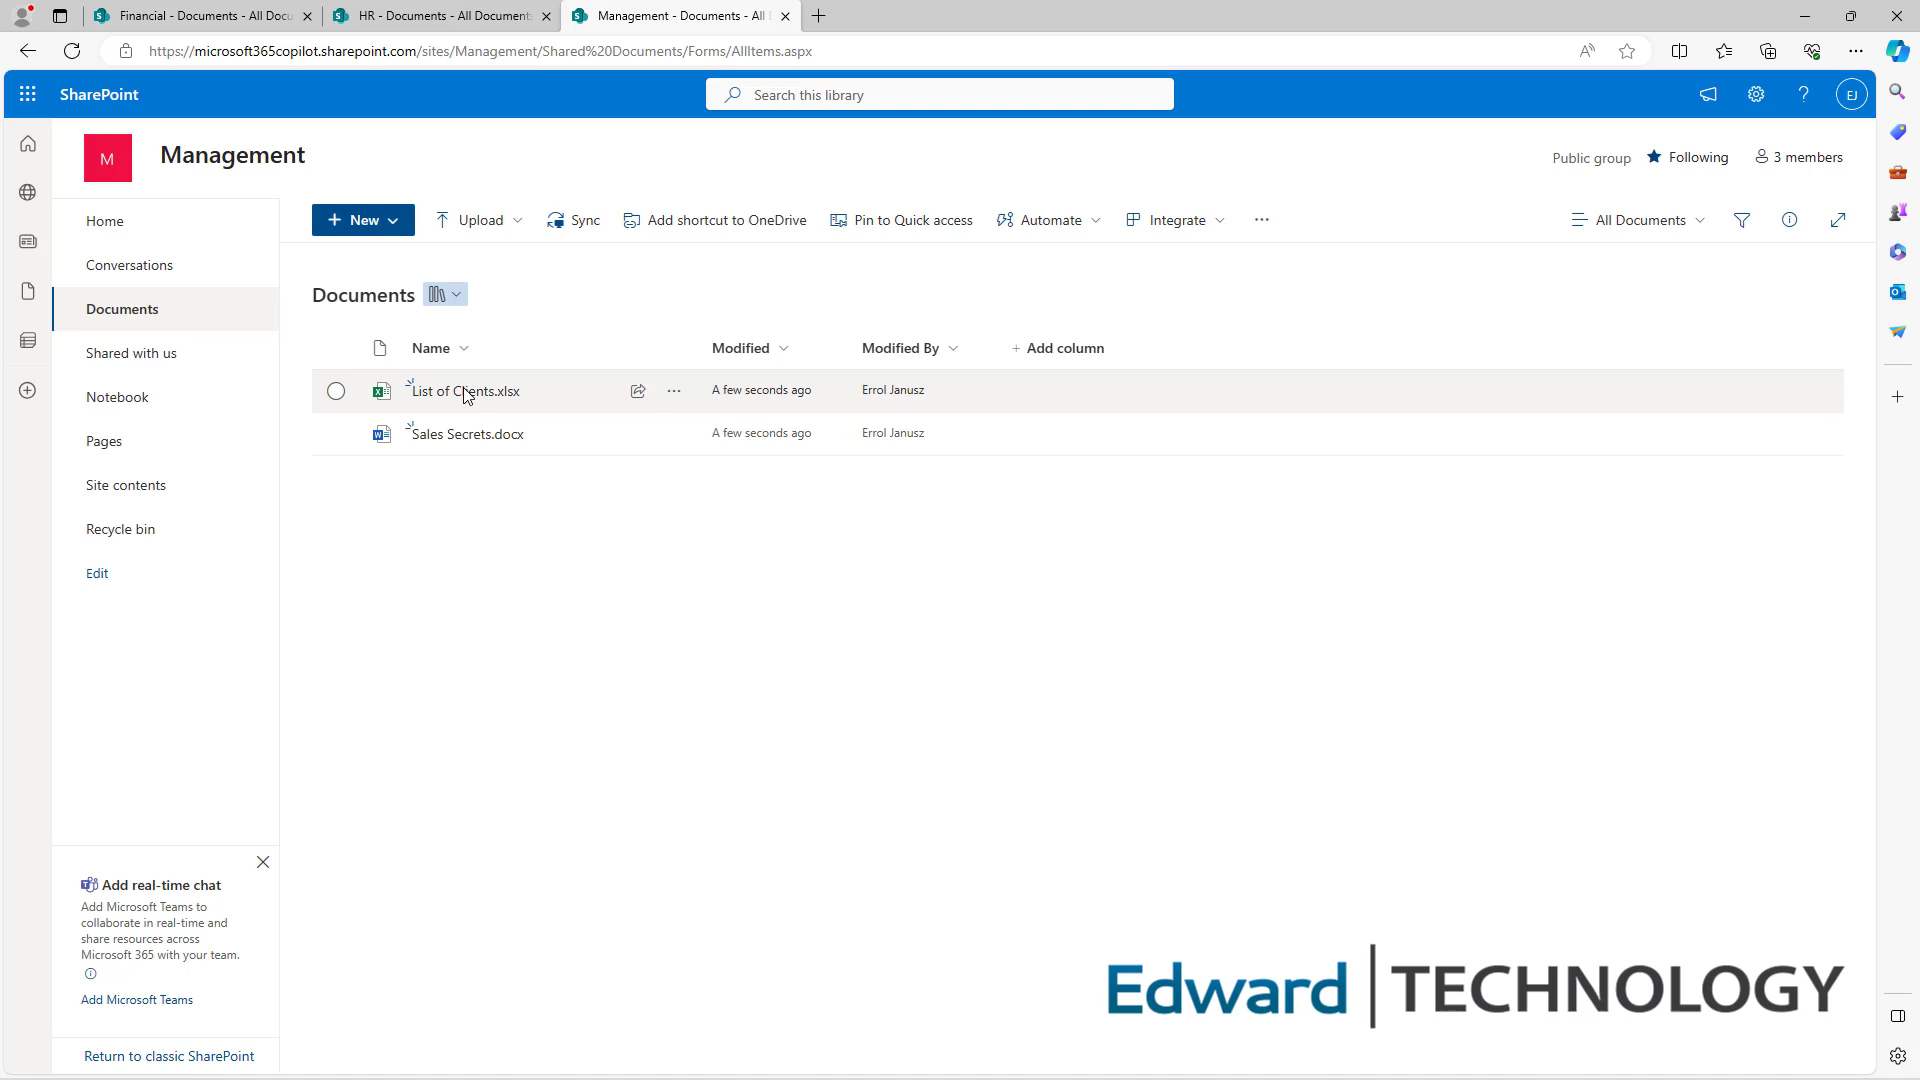 Financial - Documents - All Docu
HR - Documents - All Documents
Management - Documents - All
https://microsoft365copilot.sharepoint.com/sites/Management/Shared%20Documents/Forms/AllItems.aspx
SharePoint
Search this library
EJ
M
Management
Public group
Following
3 members
Home
Conversations
Documents
Shared with us
Notebook
Pages
Site contents
Recycle bin
Edit
New
Upload
Sync
Add shortcut to OneDrive
Pin to Quick access
Automate
Integrate
All Documents
Documents
Name
Modified
Modified By
+ Add column
List of Clients.xlsx
A few seconds ago
Errol Janusz
Sales Secrets.docx
A few seconds ago
Errol Janusz
Add real-time chat
Add Microsoft Teams to
collaborate in real-time and
share resources across
Microsoft 365 with your team.
Add Microsoft Teams
Return to classic SharePoint
Edward | TECHNOLOGY